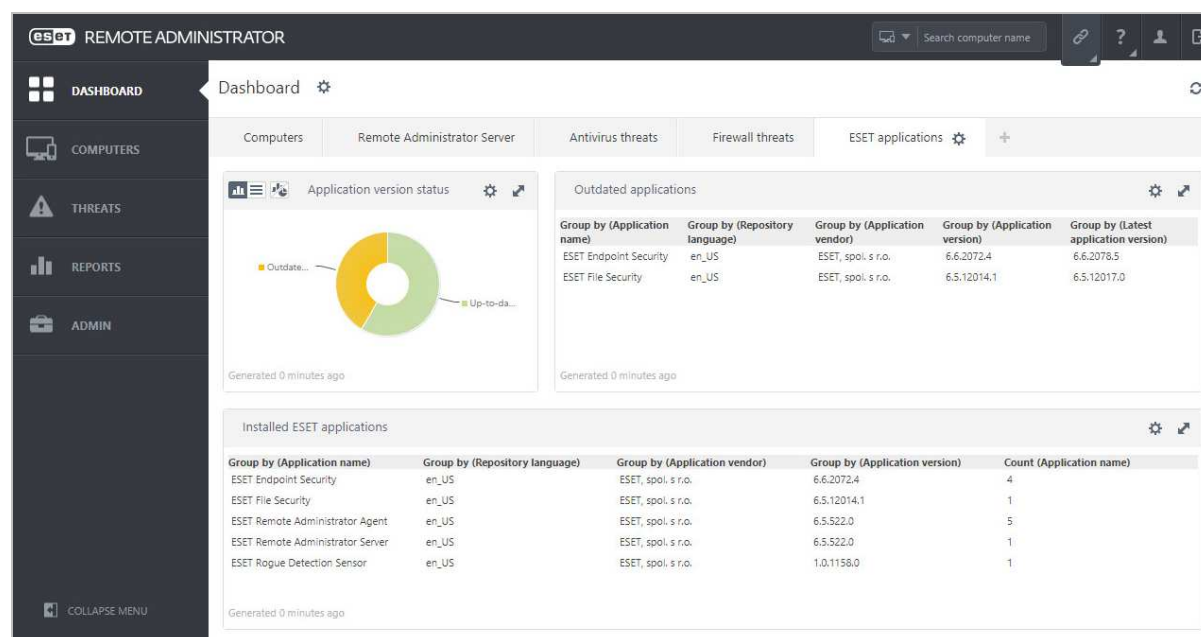 eset REMOTE ADMINISTRATOR
Search computer name
?
DASHBOARD
COMPUTERS
THREATS
REPORTS
ADMIN
COLLAPSE MENU
Dashboard
Computers Remote Administrator Server Antivirus threats Firewall threats ESET applications +
Application version status
Outdate...
Up-to-da...
Generated 0 minutes ago
Outdated applications
Group by (Application name) Group by (Repository language) Group by (Application vendor) Group by (Application version) Group by (Latest application version)
ESET Endpoint Security en_US ESET, spol. s r.o. 6.6.2072.4 6.6.2078.5
ESET File Security en_US ESET, spol. s r.o. 6.5.12014.1 6.5.12017.0
Generated 0 minutes ago
Installed ESET applications
Group by (Application name) Group by (Repository language) Group by (Application vendor) Group by (Application version) Count (Application name)
ESET Endpoint Security en_US ESET, spol. s r.o. 6.6.2072.4 4
ESET File Security en_US ESET, spol. s r.o. 6.5.12014.1 1
ESET Remote Administrator Agent en_US ESET, spol. s r.o. 6.5.522.0 5
ESET Remote Administrator Server en_US ESET, spol. s r.o. 6.5.522.0 1
ESET Rogue Detection Sensor en_US ESET, spol. s r.o. 1.0.1158.0 1
Generated 0 minutes ago